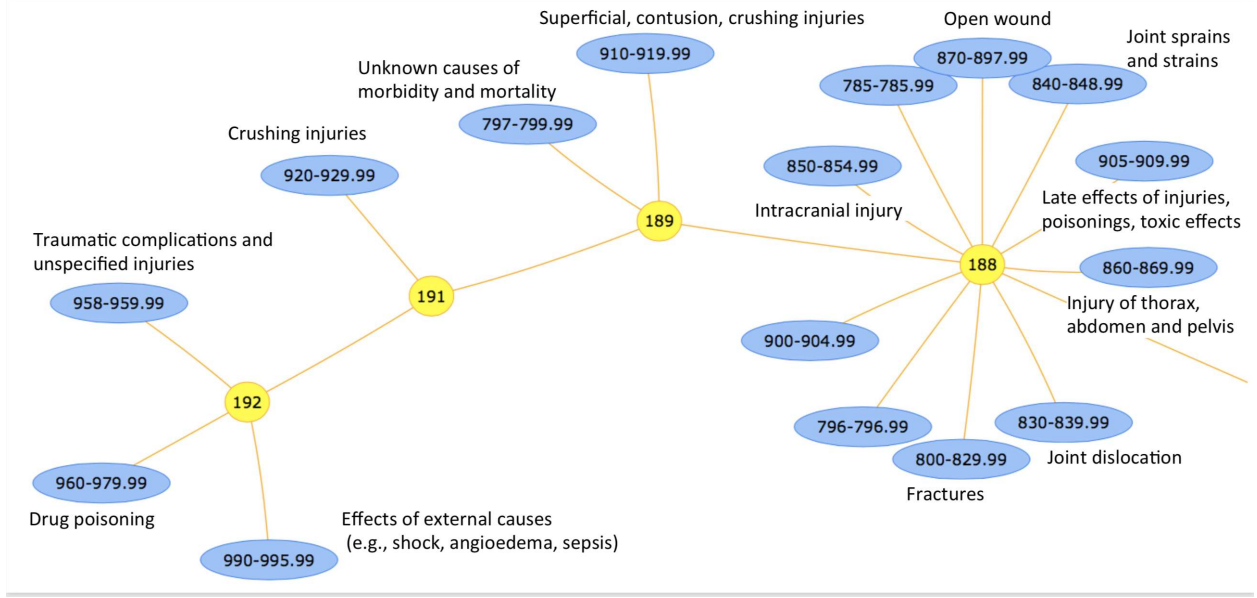 Superficial, contusion, crushing injuries
910-919.99
Open wound
870-897.99
Joint sprains
and strains
840-848.99
785-785.99
Unknown causes of
morbidity and mortality
797-799.99
Crushing injuries
920-929.99
850-854.99
Intracranial injury
905-909.99
Late effects of injuries,
poisonings, toxic effects
189
188
860-869.99
Injury of thorax,
abdomen and pelvis
Traumatic complications and
unspecified injuries
958-959.99
191
900-904.99
192
796-796.99
830-839.99
Joint dislocation
800-829.99
Fractures
960-979.99
Drug poisoning
990-995.99
Effects of external causes
(e.g., shock, angioedema, sepsis)